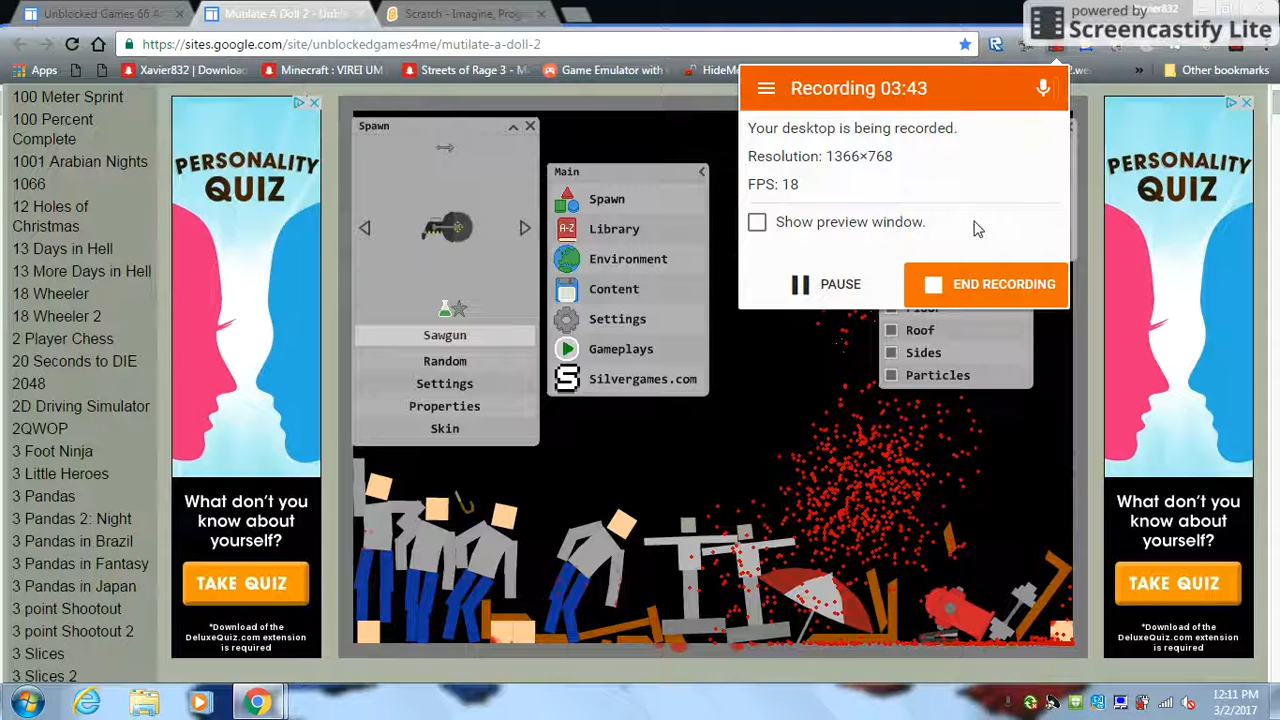 Unblocked Games 66 A
Mutilate A Doll 2 - Un
Scratch - Imagine, Prog
Xavier832
powered by
Screencastify Lite
https://sites.google.com/site/unblockedgames4me/mutilate-a-doll-2
Apps
Xavier832 | Download
Minecraft : VIREI UM
Streets of Rage 3 - M
Game Emulator with
HideMe
2.we
»
Other bookmarks
100 Mate Sprint
100 Percent
Complete
1001 Arabian Nights
1066
12 Holes of
Christmas
13 Days in Hell
13 More Days in Hell
18 Wheeler
18 Wheeler 2
2 Player Chess
20 Seconds to DIE
2048
2D Driving Simulator
2QWOP
3 Foot Ninja
3 Little Heroes
3 Pandas
3 Pandas 2: Night
3 Pandas in Brazil
3 Pandas in Fantasy
3 Pandas in Japan
3 point Shootout
3 point Shootout 2
3 Slices
3 Slices 2
PERSONALITY
QUIZ
What don't you
know about
yourself?
TAKE QUIZ
*Download of the
DeluxeQuiz.com extension
is required
Spawn
Sawgun
Random
Settings
Properties
Skin
Main
Spawn
A-Z
Library
Environment
Content
Settings
Gameplays
S
Silvergames.com
Recording 03:43
Your desktop is being recorded.
Resolution: 1366×768
FPS: 18
Show preview window.
PAUSE
END RECORDING
Floor
Roof
Sides
Particles
PERSONALITY
QUIZ
What don't you
know about
yourself?
TAKE QUIZ
*Download of the
DeluxeQuiz.com extension
is required
12:11 PM
3/2/2017